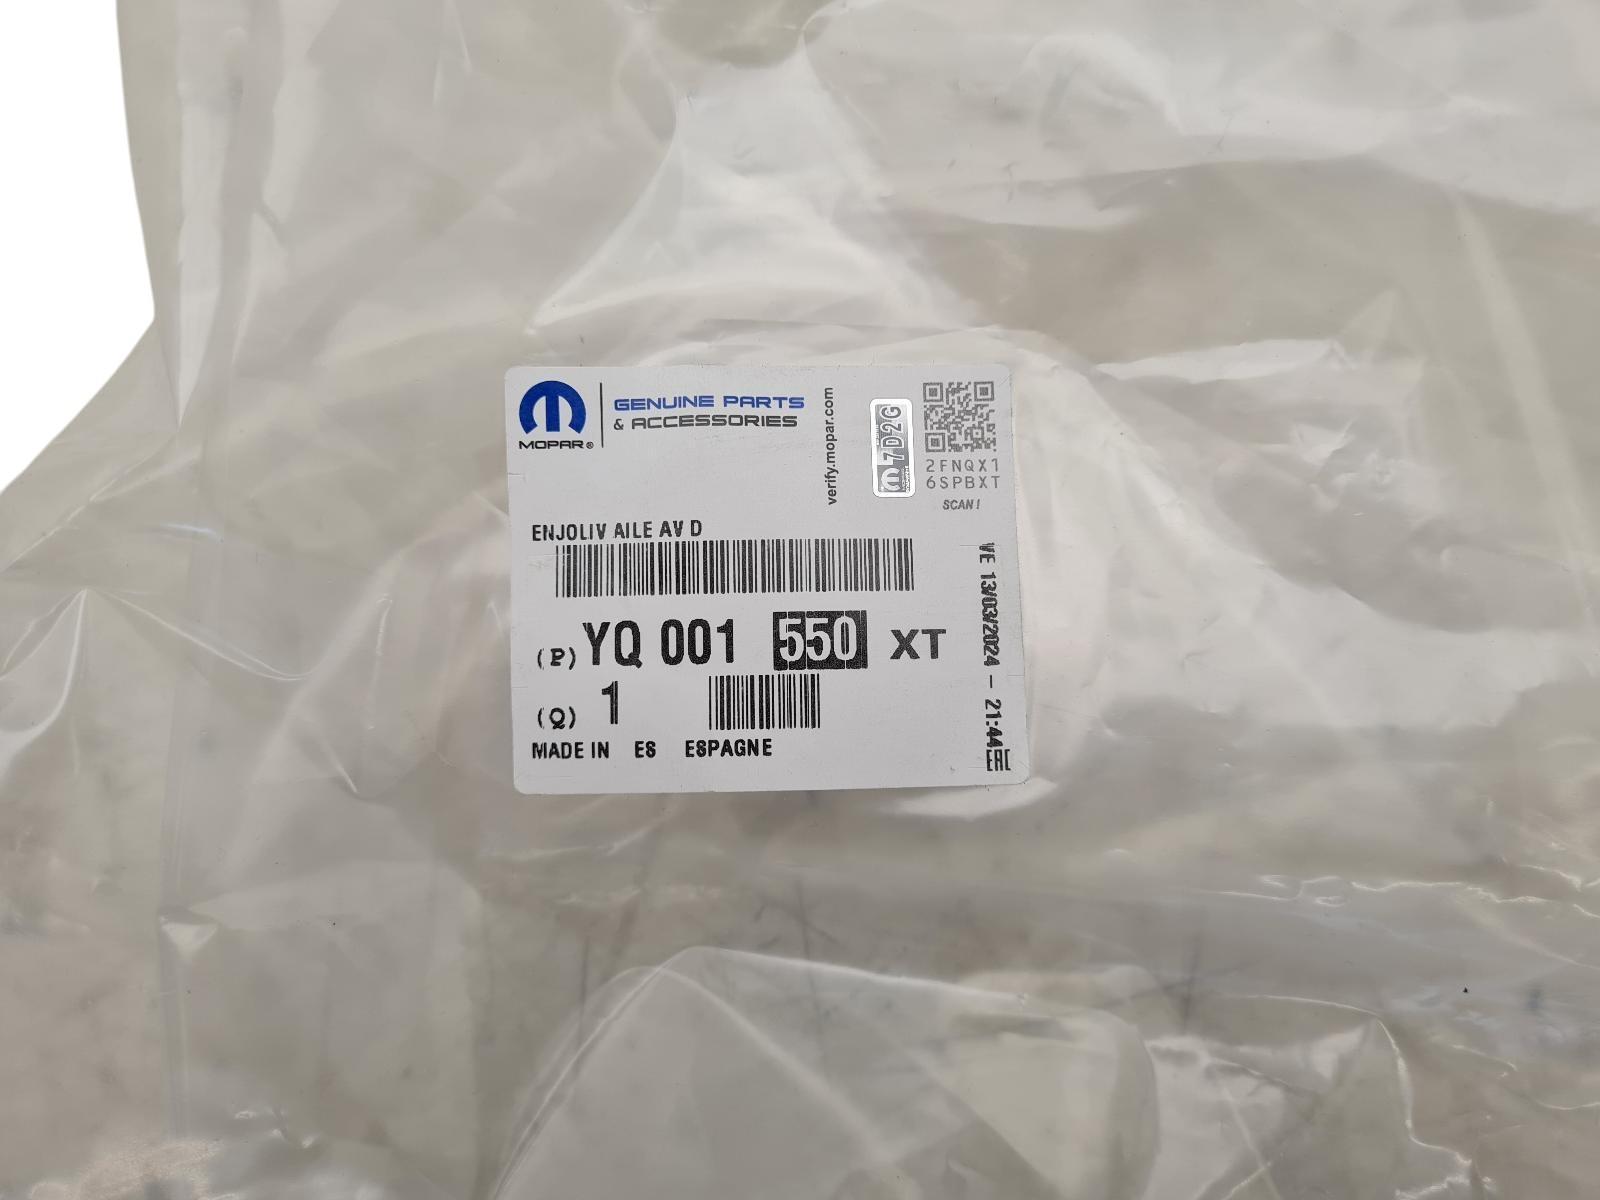 MOPAR®
GENUINE PARTS
& ACCESSORIES
verify.mopar.com
7D2G
2FNQX1
6SPBXT
SCAN!
ENJOLIV AILE AV D
(P) YQ 001 550 XT
(Q) 1
MADE IN ES ESPAGNE
VE 13/03/2024 - 21:44
EAC